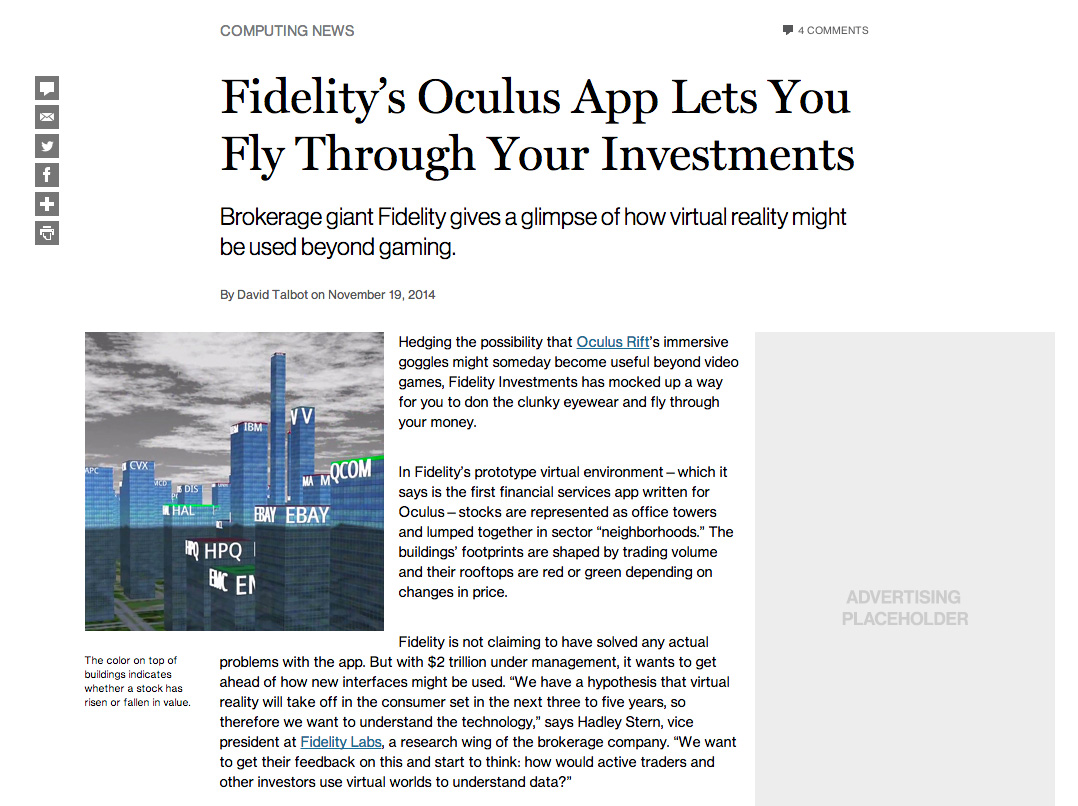 COMPUTING NEWS
4 COMMENTS
Fidelity’s Oculus App Lets You
Fly Through Your Investments
Brokerage giant Fidelity gives a glimpse of how virtual reality might
be used beyond gaming.
By David Talbot on November 19, 2014
IBM
V V
QCOM
MA M
APC
CVX
MCD
DIS
HAL
EBAY EBAY
HPQ HPQ
EMC EM
The color on top of
buildings indicates
whether a stock has
risen or fallen in value.
Hedging the possibility that Oculus Rift’s immersive
goggles might someday become useful beyond video
games, Fidelity Investments has mocked up a way
for you to don the clunky eyewear and fly through
your money.
In Fidelity’s prototype virtual environment—which it
says is the first financial services app written for
Oculus—stocks are represented as office towers
and lumped together in sector “neighborhoods.” The
buildings’ footprints are shaped by trading volume
and their rooftops are red or green depending on
changes in price.
Fidelity is not claiming to have solved any actual
problems with the app. But with $2 trillion under management, it wants to get
ahead of how new interfaces might be used. “We have a hypothesis that virtual
reality will take off in the consumer set in the next three to five years, so
therefore we want to understand the technology,” says Hadley Stern, vice
president at Fidelity Labs, a research wing of the brokerage company. “We want
to get their feedback on this and start to think: how would active traders and
other investors use virtual worlds to understand data?”
ADVERTISING
PLACEHOLDER